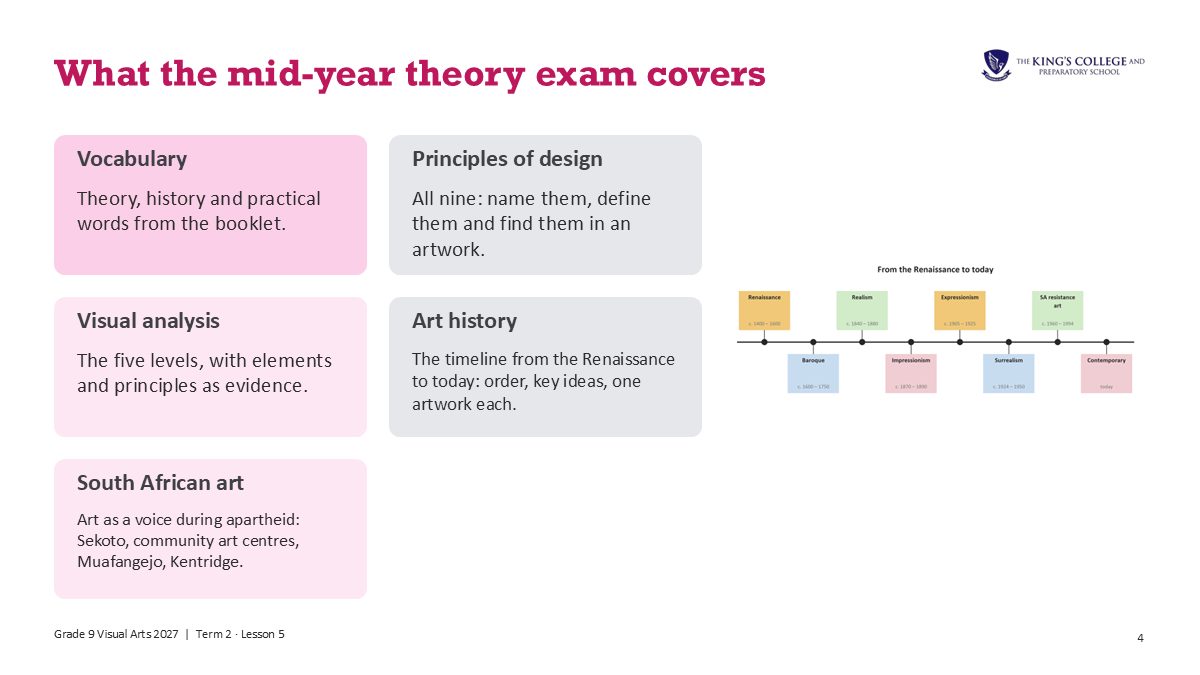 What the mid-year theory exam covers
THE KING'S COLLEGE AND
PREPARATORY SCHOOL
Vocabulary
Theory, history and practical
words from the booklet.
Principles of design
All nine: name them, define
them and find them in an
artwork.
Visual analysis
The five levels, with elements
and principles as evidence.
Art history
The timeline from the Renaissance
to today: order, key ideas, one
artwork each.
South African art
Art as a voice during apartheid:
Sekoto, community art centres,
Muafangejo, Kentridge.
From the Renaissance to today
Renaissance
c. 1400 – 1600
Realism
c. 1840 – 1880
Expressionism
c. 1905 – 1925
SA resistance
art
c. 1960 – 1994
Baroque
c. 1600 – 1750
Impressionism
c. 1870 – 1890
Surrealism
c. 1924 – 1950
Contemporary
today
Grade 9 Visual Arts 2027 | Term 2 · Lesson 5
4